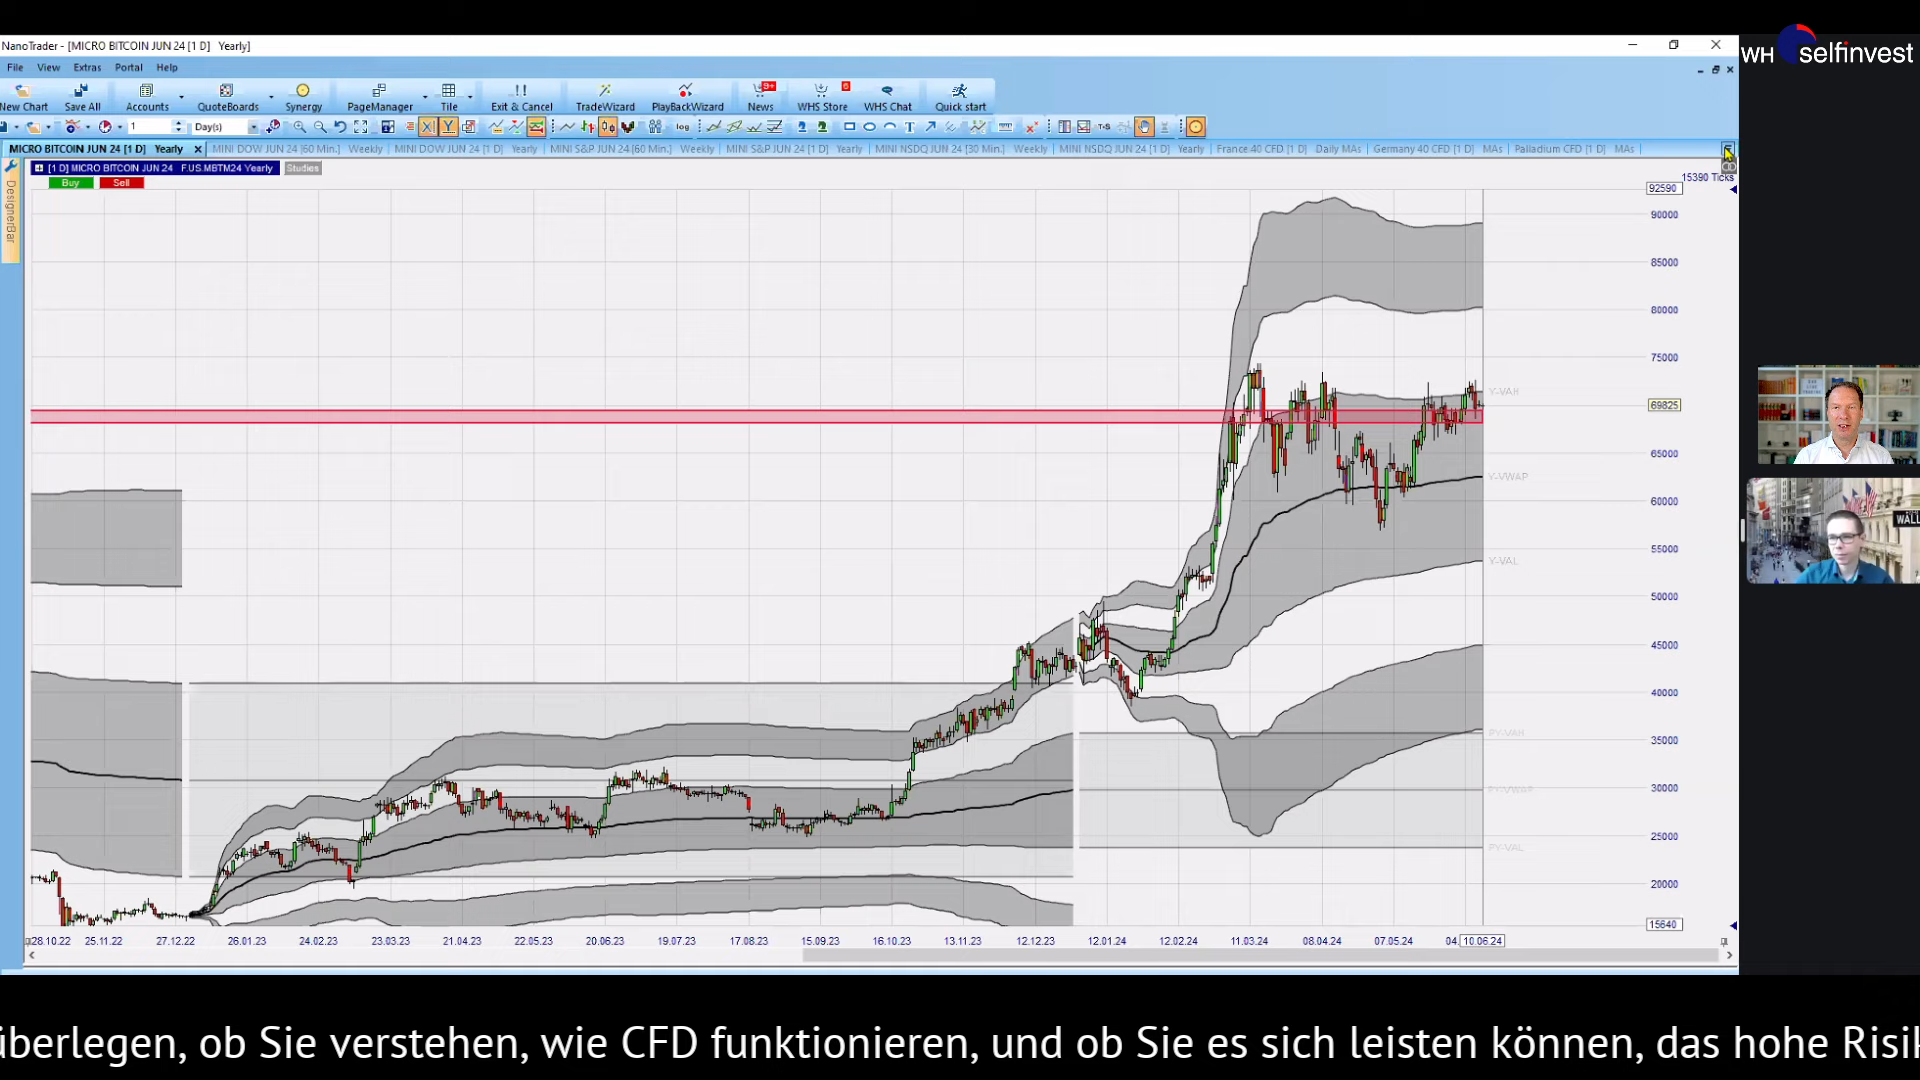 NanoTrader - [MICRO BITCOIN JUN 24 [1 D] Yearly]
WH selfinvest
File View Extras Portal Help
New Chart Save All Accounts QuoteBoards Synergy PageManager Tile Exit & Cancel TradeWizard PlayBackWizard News 9+ WHS Store 6 WHS Chat Quick start
1 Day(s) log T+S
MICRO BITCOIN JUN 24 [1 D] Yearly MINI DOW JUN 24 [60 Min.] Weekly MINI DOW JUN 24 [1 D] Yearly MINI S&P JUN 24 [60 Min.] Weekly MINI S&P JUN 24 [1 D] Yearly MINI NSDQ JUN 24 [30 Min.] Weekly MINI NSDQ JUN 24 [1 D] Yearly France 40 CFD [1 D] Daily MAs Germany 40 CFD [1 D] MAs Palladium CFD [1 D] MAs
DesignerBar
[1 D] MICRO BITCOIN JUN 24 F.US.MBTM24 Yearly Studies
15390 Ticks
Buy Sell
92590
90000
85000
80000
75000
Y-VAH
69825
65000
Y-VWAP
60000
55000
Y-VAL
50000
45000
40000
35000
PY-VAH
30000
PY-VWAP
25000
PY-VAL
20000
15640
28.10.22 25.11.22 27.12.22 26.01.23 24.02.23 23.03.23 21.04.23 22.05.23 20.06.23 19.07.23 17.08.23 15.09.23 16.10.23 13.11.23 12.12.23 12.01.24 12.02.24 11.03.24 08.04.24 07.05.24 04. 10.06.24
WALL
überlegen, ob Sie verstehen, wie CFD funktionieren, und ob Sie es sich leisten können, das hohe Risik